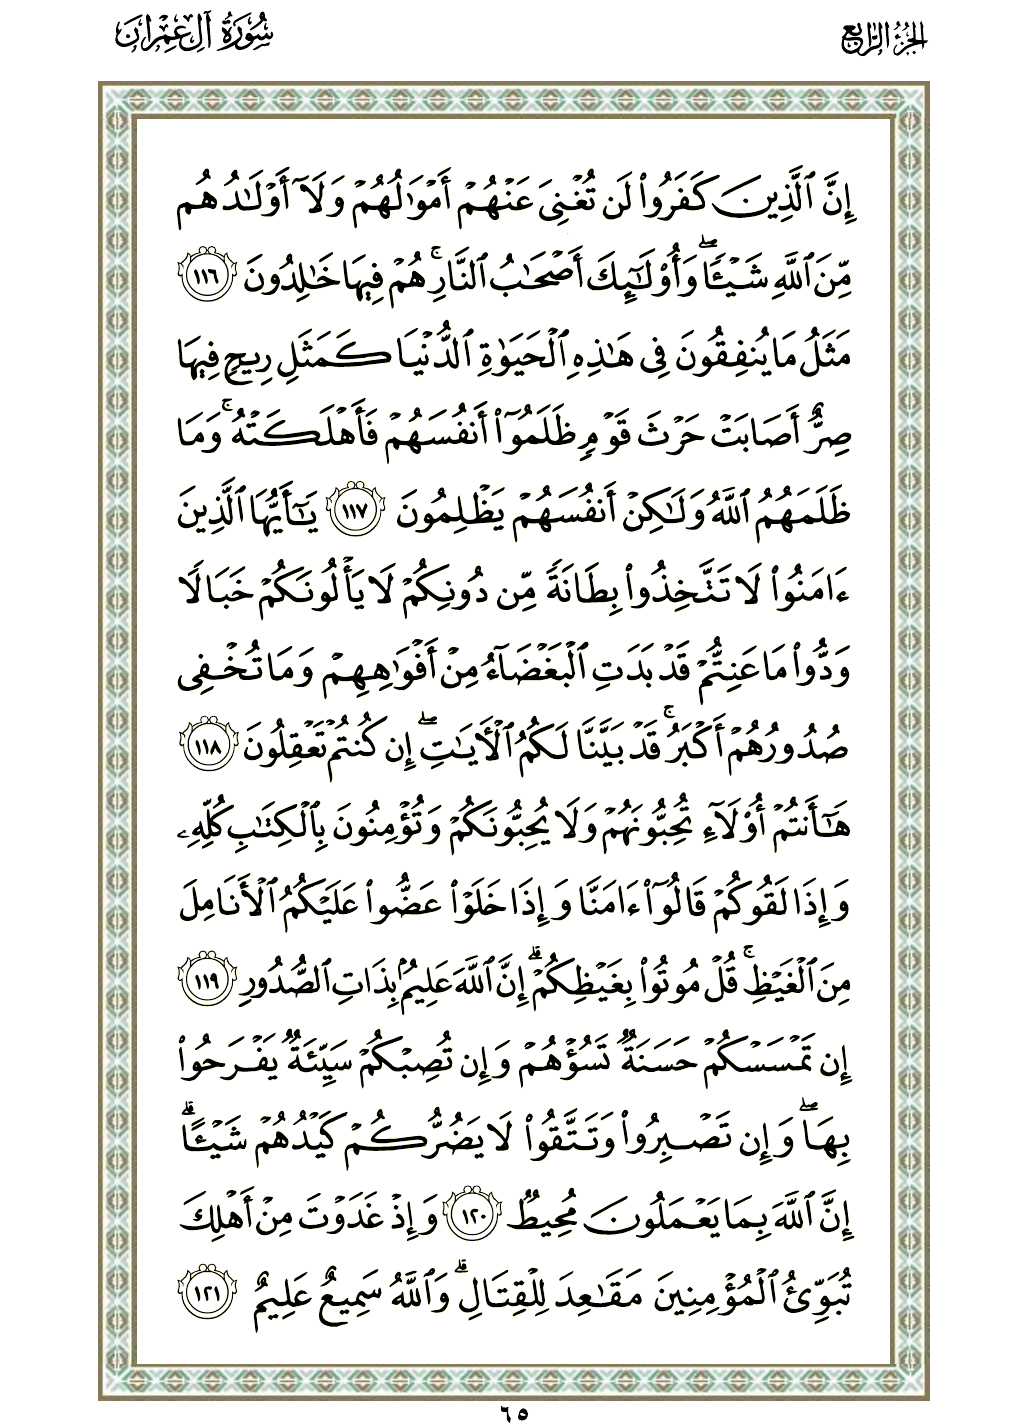 الجزء الرابع
سورة آل عمران
إِنَّ ٱلَّذِينَ كَفَرُوا۟ لَن تُغْنِىَ عَنْهُمْ أَمْوَٰلُهُمْ وَلَآ أَوْلَـٰدُهُم
مِّنَ ٱللَّهِ شَيْـًٔا ۖ وَأُو۟لَـٰٓئِكَ أَصْحَـٰبُ ٱلنَّارِ ۚ هُمْ فِيهَا خَـٰلِدُونَ ١١٦
مَثَلُ مَا يُنفِقُونَ فِى هَـٰذِهِ ٱلْحَيَوٰةِ ٱلدُّنْيَا كَمَثَلِ رِيحٍ فِيهَا
صِرٌّ أَصَابَتْ حَرْثَ قَوْمٍ ظَلَمُوٓا۟ أَنفُسَهُمْ فَأَهْلَكَتْهُ ۚ وَمَا
ظَلَمَهُمُ ٱللَّهُ وَلَـٰكِنْ أَنفُسَهُمْ يَظْلِمُونَ ١١٧ يَـٰٓأَيُّهَا ٱلَّذِينَ
ءَامَنُوا۟ لَا تَتَّخِذُوا۟ بِطَانَةً مِّن دُونِكُمْ لَا يَأْلُونَكُمْ خَبَالًا
وَدُّوا۟ مَا عَنِتُّمْ قَدْ بَدَتِ ٱلْبَغْضَآءُ مِنْ أَفْوَٰهِهِمْ وَمَا تُخْفِى
صُدُورُهُمْ أَكْبَرُ ۚ قَدْ بَيَّنَّا لَكُمُ ٱلْـَٔايَـٰتِ ۖ إِن كُنتُمْ تَعْقِلُونَ ١١٨
هَـٰٓأَنتُمْ أُو۟لَآءِ تُحِبُّونَهُمْ وَلَا يُحِبُّونَكُمْ وَتُؤْمِنُونَ بِٱلْكِتَـٰبِ كُلِّهِۦ
وَإِذَا لَقُوكُمْ قَالُوٓا۟ ءَامَنَّا وَإِذَا خَلَوْا۟ عَضُّوا۟ عَلَيْكُمُ ٱلْأَنَامِلَ
مِنَ ٱلْغَيْظِ ۚ قُلْ مُوتُوا۟ بِغَيْظِكُمْ ۗ إِنَّ ٱللَّهَ عَلِيمٌۢ بِذَاتِ ٱلصُّدُورِ ١١٩
إِن تَمْسَسْكُمْ حَسَنَةٌ تَسُؤْهُمْ وَإِن تُصِبْكُمْ سَيِّئَةٌ يَفْرَحُوا۟
بِهَا ۖ وَإِن تَصْبِرُوا۟ وَتَتَّقُوا۟ لَا يَضُرُّكُمْ كَيْدُهُمْ شَيْـًٔا ۗ
إِنَّ ٱللَّهَ بِمَا يَعْمَلُونَ مُحِيطٌ ١٢٠ وَإِذْ غَدَوْتَ مِنْ أَهْلِكَ
تُبَوِّئُ ٱلْمُؤْمِنِينَ مَقَـٰعِدَ لِلْقِتَالِ ۗ وَٱللَّهُ سَمِيعٌ عَلِيمٌ ١٢١
٦٥